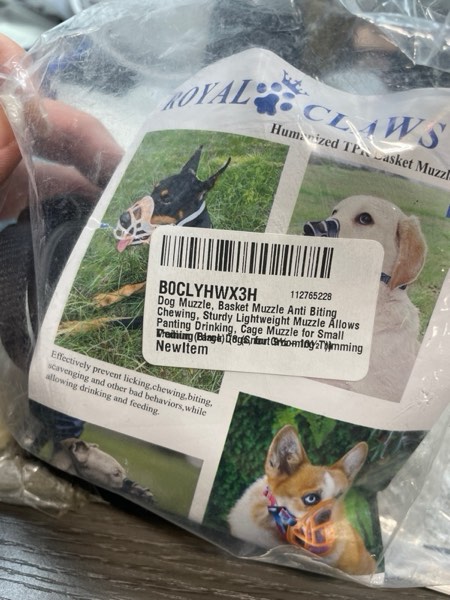 ROYAL CLAWS
Humanized TPR Basket Muzzle
B0CLYHWX3H 112765228
Dog Muzzle, Basket Muzzle Anti Biting
Chewing, Sturdy Lightweight Muzzle Allows
Panting Drinking, Cage Muzzle for Small
NewItem
Effectively prevent licking,chewing,biting,
scavenging and other bad behaviors,while
allowing drinking and feeding.